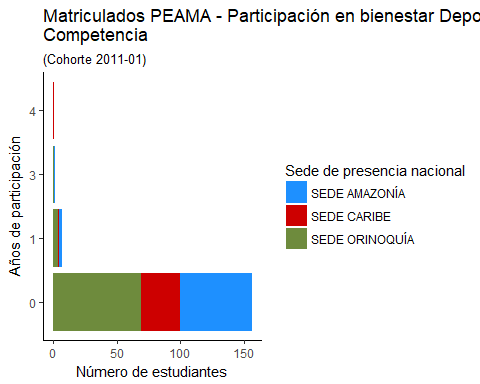 Matriculados PEAMA - Participación en bienestar Depo
Competencia
(Cohorte 2011-01)
Años de participación
4
3
1
0
0
50
100
150
Número de estudiantes
Sede de presencia nacional
SEDE AMAZONÍA
SEDE CARIBE
SEDE ORINOQUÍA